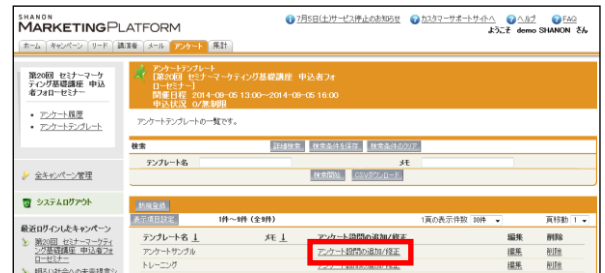 SHANON
MARKETINGPLATFORM
7月5日(土)サービス停止のお知らせ カスタマーサポートサイトへ ヘルプ FAQ
ようこそ demo SHANON さん
ホーム キャンペーン リード 講演者 メール アンケート 集計
第20回 セミナーマーケティング基礎講座 申込者フォローセミナー
アンケート履歴
アンケートテンプレート
全キャンペーン管理
システムログアウト
最近ログインしたキャンペーン
第20回 セミナーマーケティ
ング基礎講座 申込者フォ
ローセミナー
アンケートテンプレート
[第20回 セミナーマーケティング基礎講座 申込者フォ
ローセミナー]
開催日程 2014-09-05 13:00~2014-09-05 16:00
申込状況 0/無制限
アンケートテンプレートの一覧です。
検索 詳細検索 検索条件を保存 検索条件のクリア
テンプレート名 メモ
検索開始 CSVダウンロード
新規登録
表示項目設定 1件~9件 (全9件) 1頁の表示件数 20件 頁移動 1
テンプレート名 ↓ メモ ↓ アンケート設問の追加/修正 編集 削除
アンケートサンプル アンケート設問の追加/修正 編集 削除
トレーニング アンケート設問の追加/修正 編集 削除